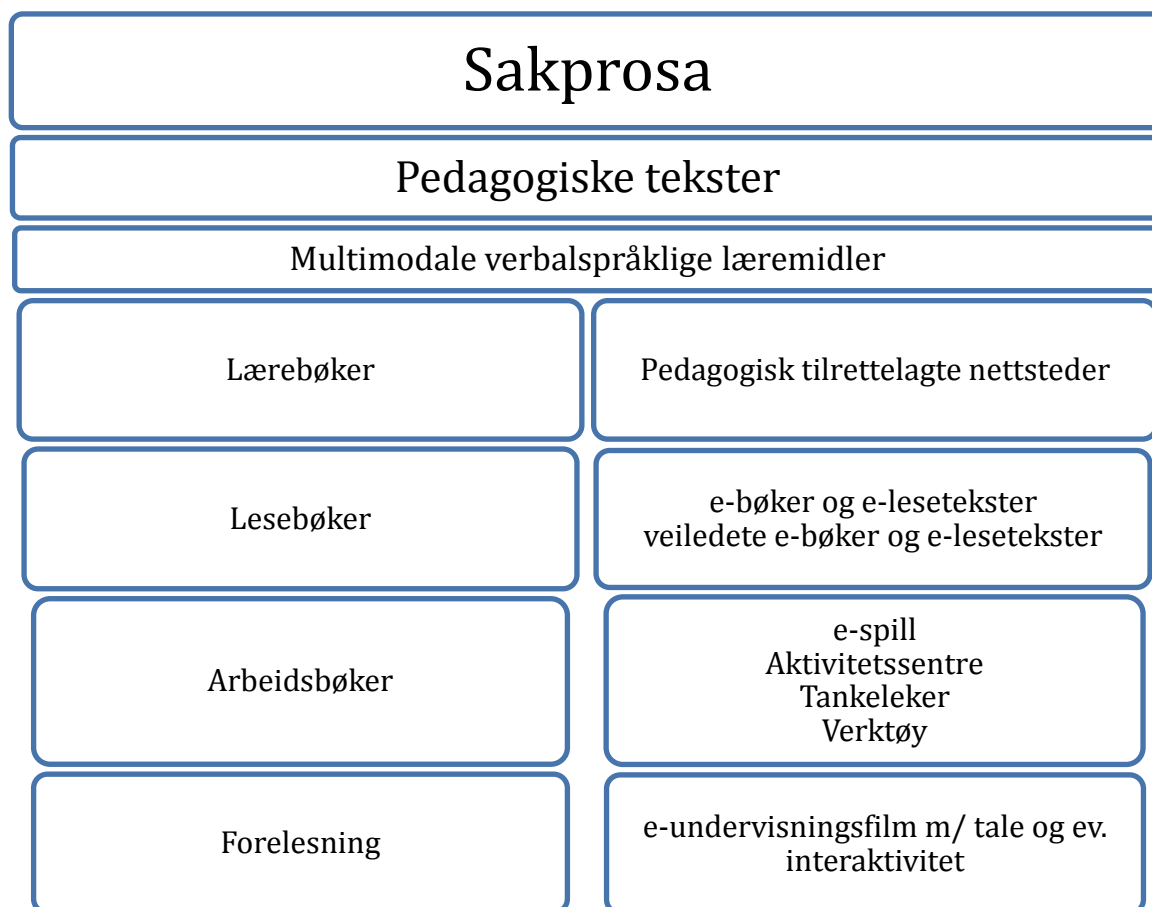 Sakprosa
Pedagogiske tekster
Multimodale verbalspråklige læremidler
Lærebøker
Pedagogisk tilrettelagte nettsteder
Lesebøker
e-bøker og e-lesetekster
veiledete e-bøker og e-lesetekster
Arbeidsbøker
e-spill
Aktivitetssentre
Tankeleker
Verktøy
Forelesning
e-undervisningsfilm m/ tale og ev.
interaktivitet